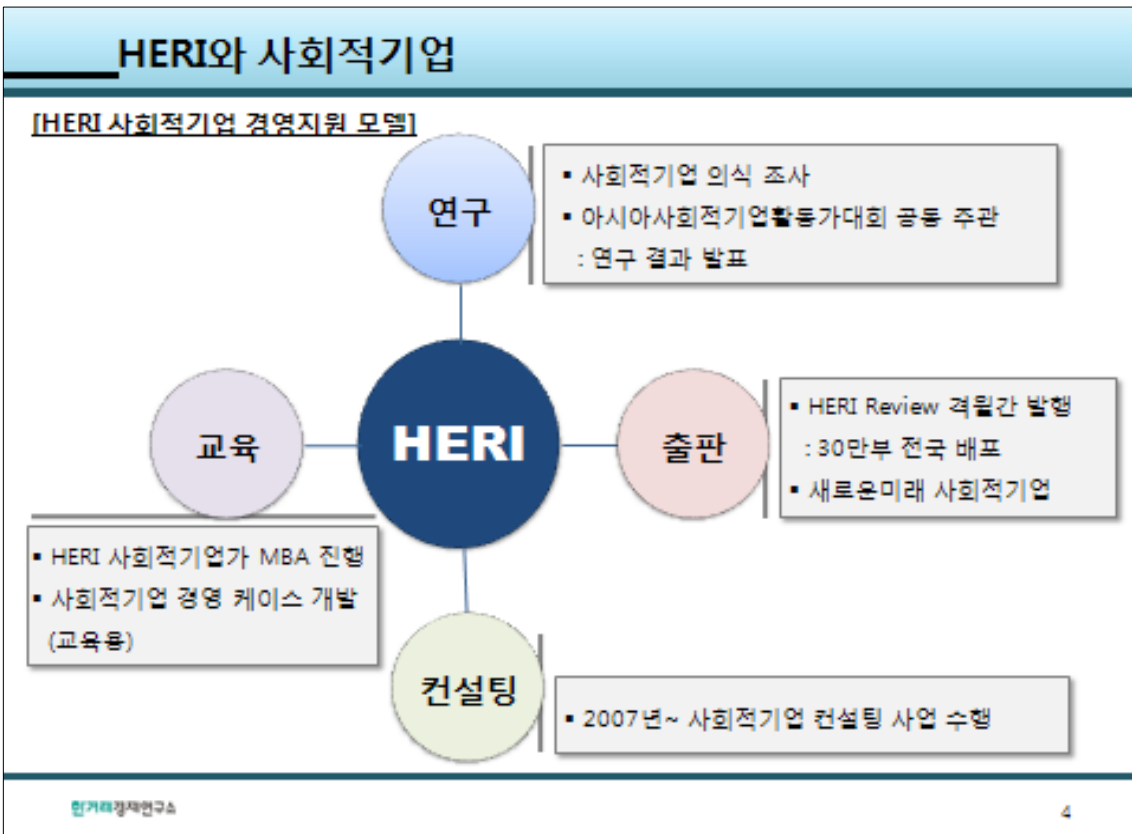 HERI와 사회적기업
[HERI 사회적기업 경영지원 모델]
연구
▪ 사회적기업 의식 조사
▪ 아시아사회적기업활동가대회 공동 주관
: 연구 결과 발표
교육
HERI
출판
▪ HERI Review 격월간 발행
: 30만부 전국 배포
▪ 새로운미래 사회적기업
▪ HERI 사회적기업가 MBA 진행
▪ 사회적기업 경영 케이스 개발
(교육용)
컨설팅
▪ 2007년~ 사회적기업 컨설팅 사업 수행
한겨레경제연구소
4